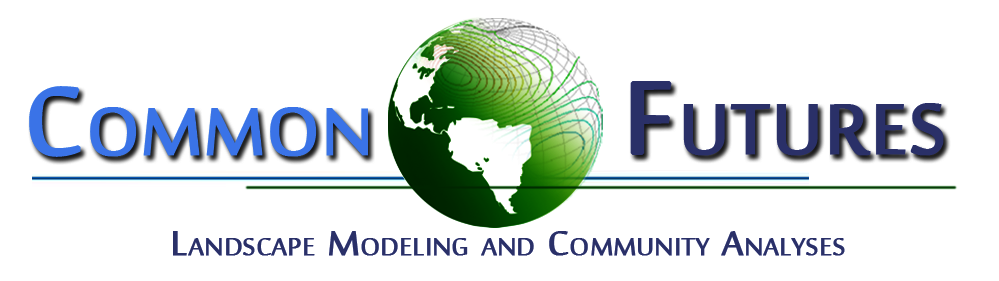 Common Futures
Landscape Modeling and Community Analyses